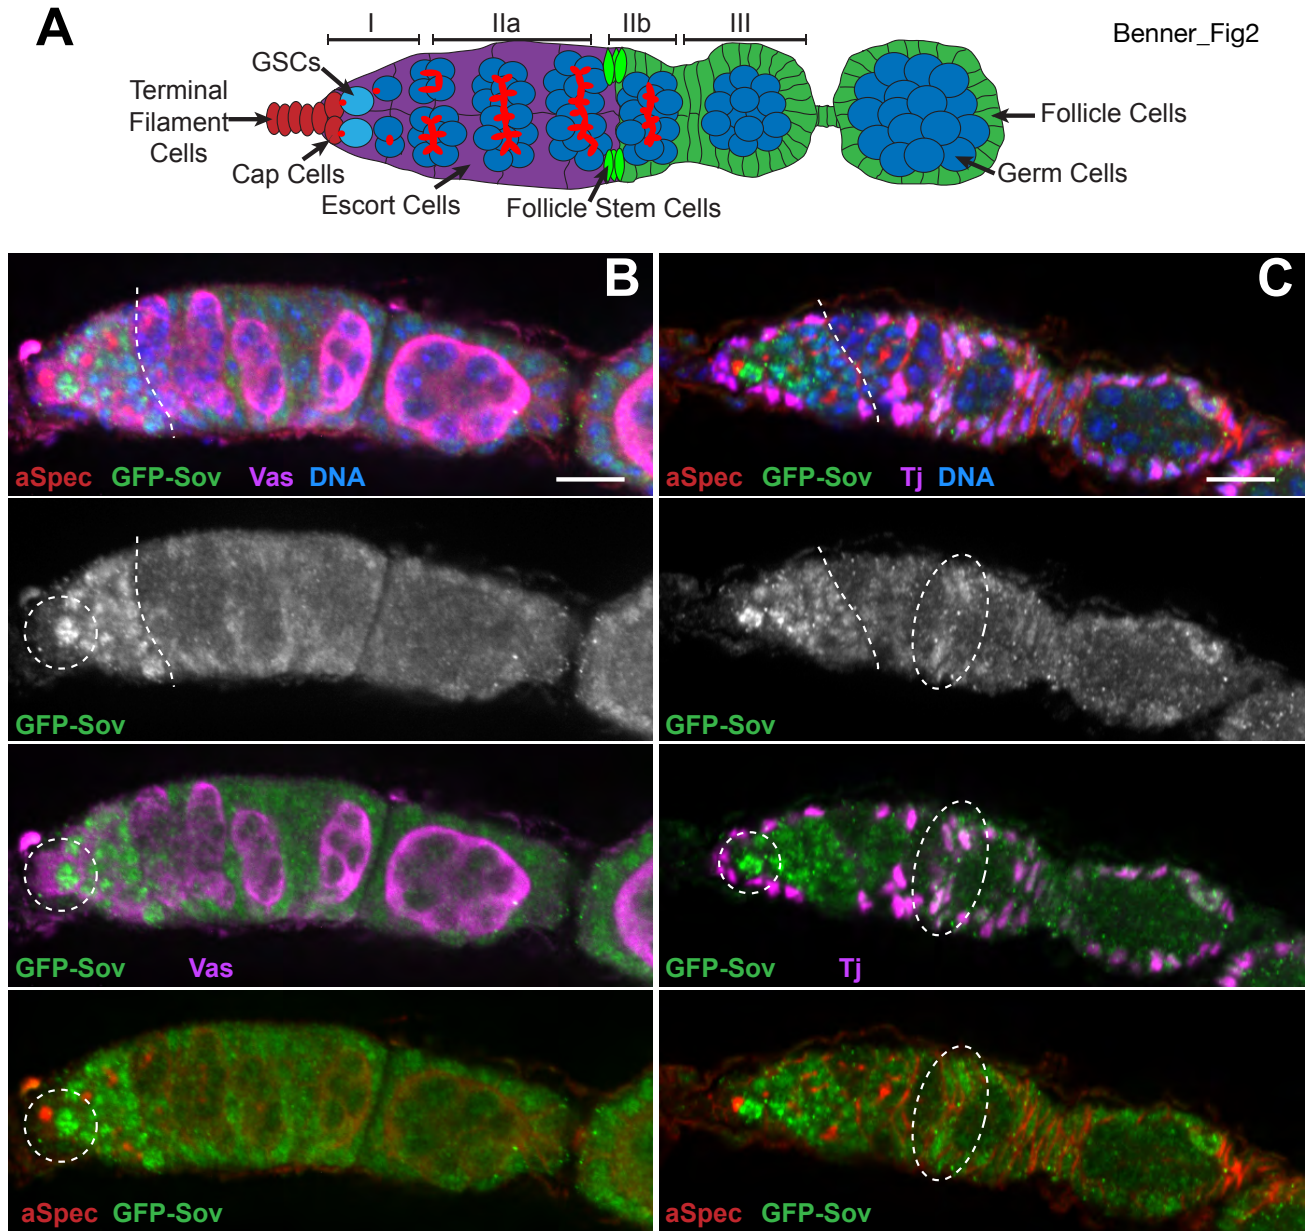 A
I
IIa
IIb
III
Benner_Fig2
GSCs
Terminal
Filament
Cells
Cap Cells
Escort Cells
Follicle Stem Cells
Follicle Cells
Germ Cells
B
aSpec GFP-Sov Vas DNA
GFP-Sov
GFP-Sov Vas
aSpec GFP-Sov
C
aSpec GFP-Sov Tj DNA
GFP-Sov
GFP-Sov Tj
aSpec GFP-Sov